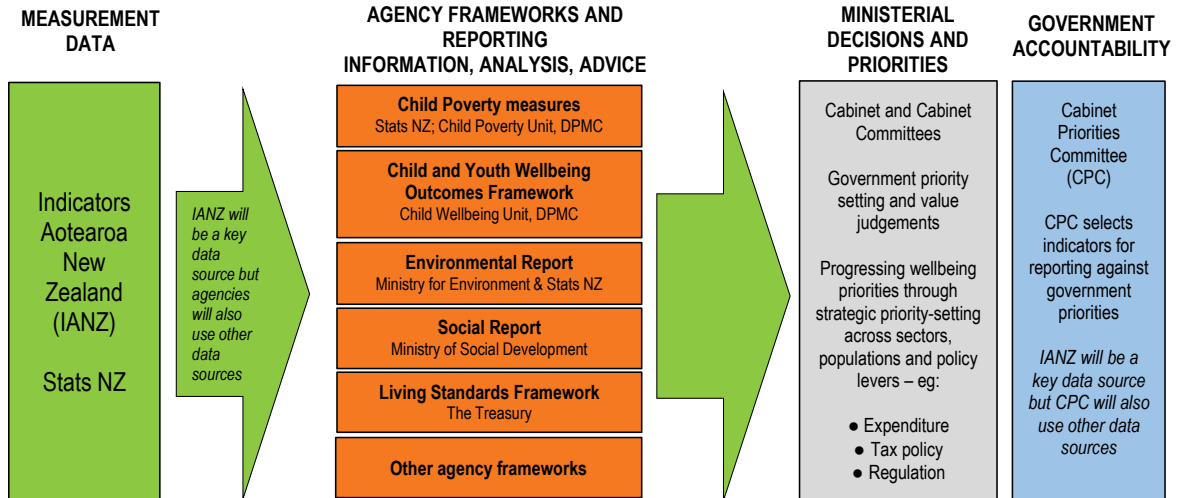 MEASUREMENT
DATA
AGENCY FRAMEWORKS AND
REPORTING
INFORMATION, ANALYSIS, ADVICE
MINISTERIAL
DECISIONS AND
PRIORITIES
GOVERNMENT
ACCOUNTABILITY
Indicators
Aotearoa
New
Zealand
(IANZ)
Stats NZ
IANZ will
be a key
data
source but
agencies
will also
use other
data
sources
Child Poverty measures
Stats NZ; Child Poverty Unit, DPMC
Child and Youth Wellbeing
Outcomes Framework
Child Wellbeing Unit, DPMC
Environmental Report
Ministry for Environment & Stats NZ
Social Report
Ministry of Social Development
Living Standards Framework
The Treasury
Other agency frameworks
Cabinet and Cabinet
Committees
Government priority
setting and value
judgements
Progressing wellbeing
priorities through
strategic priority-setting
across sectors,
populations and policy
levers – eg:
● Expenditure
● Tax policy
● Regulation
Cabinet
Priorities
Committee
(CPC)
CPC selects
indicators for
reporting against
government
priorities
IANZ will be a
key data source
but CPC will also
use other data
sources